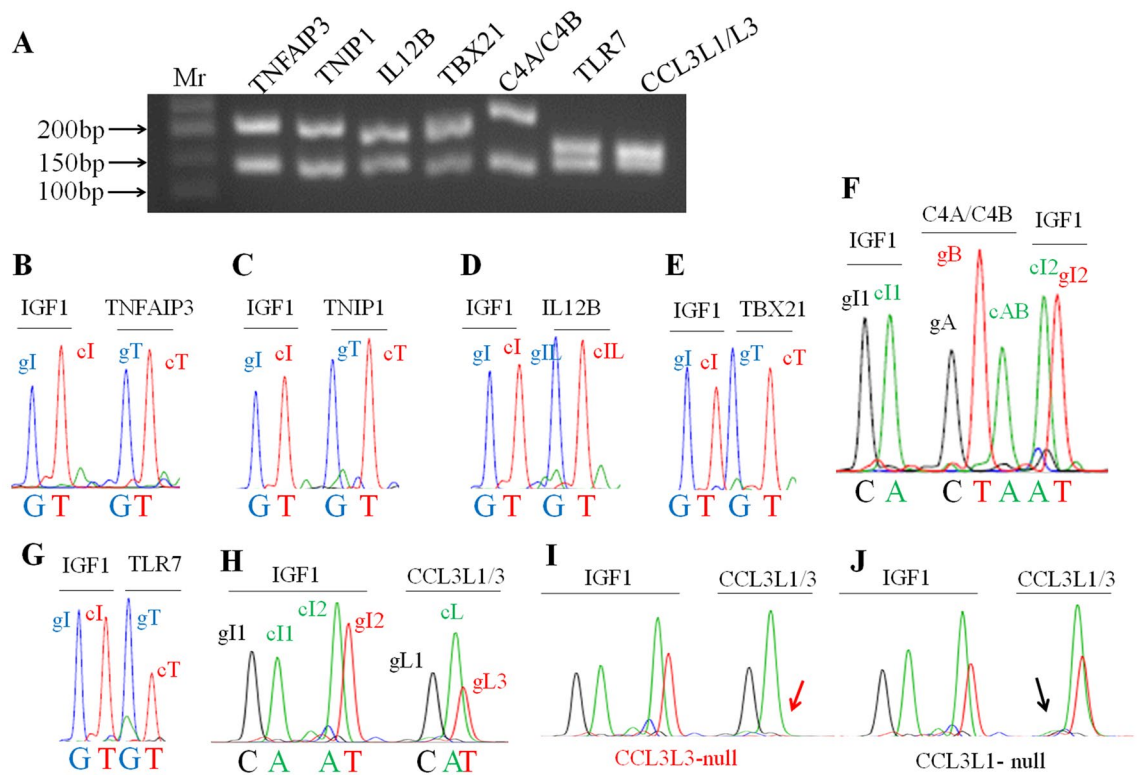 A
Mr TNFAIP3 TNIP1 IL12B TBX21 C4A/C4B TLR7 CCL3L1/L3
200bp
150bp
100bp
B
IGF1 TNFAIP3
gI cI gT cT
G T G T
C
IGF1 TNIP1
gI cI gT cT
G T G T
D
IGF1 IL12B
gI cI gIL cIL
G T G T
E
IGF1 TBX21
gI cI gT cT
G T G T
F
IGF1 C4A/C4B IGF1
gI1 cI1 gA gB cAB cI2 gI2
C A C T A A T
G
IGF1 TLR7
gI cI gT cT
G T G T
H
IGF1 CCL3L1/3
gI1 cI1 cI2 gI2 gL1 cL gL3
C A A T C A T
I
IGF1 CCL3L1/3
CCL3L3-null
J
IGF1 CCL3L1/3
CCL3L1- null